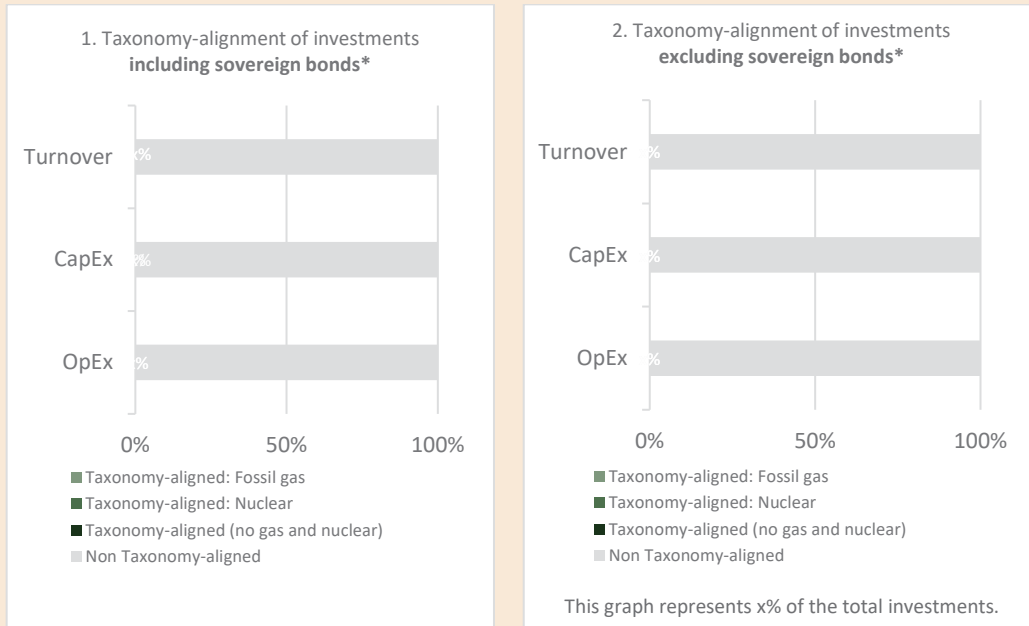 1. Taxonomy-alignment of investments
including sovereign bonds*
Turnover
CapEx
OpEx
0% 50% 100%
Taxonomy-aligned: Fossil gas
Taxonomy-aligned: Nuclear
Taxonomy-aligned (no gas and nuclear)
Non Taxonomy-aligned
2. Taxonomy-alignment of investments
excluding sovereign bonds*
Turnover
CapEx
OpEx
0% 50% 100%
Taxonomy-aligned: Fossil gas
Taxonomy-aligned: Nuclear
Taxonomy-aligned (no gas and nuclear)
Non Taxonomy-aligned
This graph represents x% of the total investments.